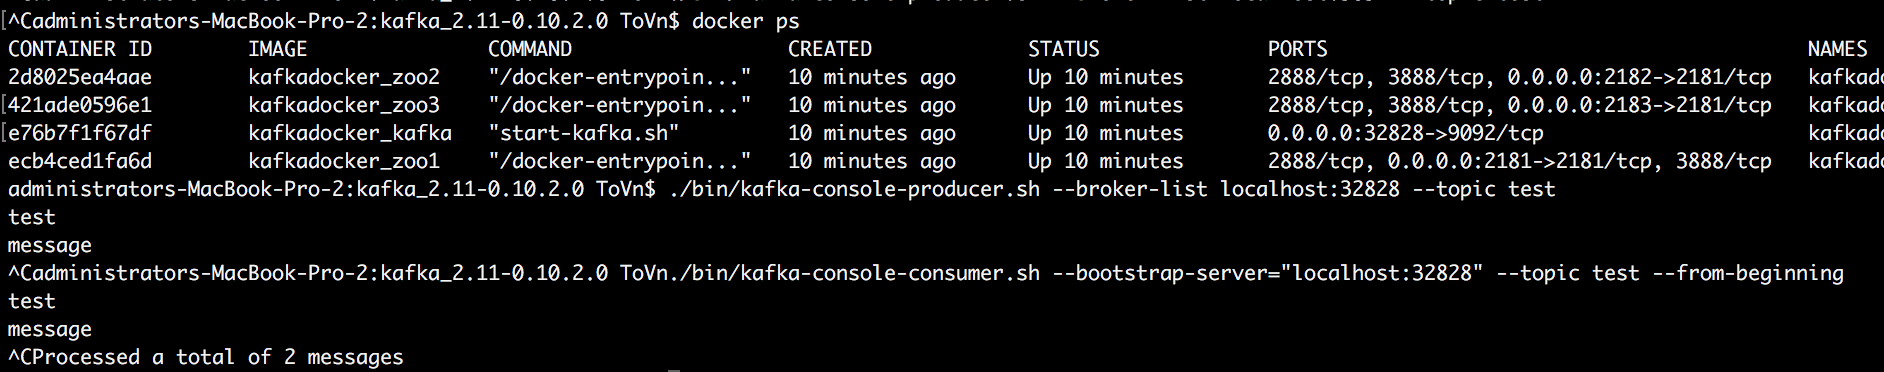 ^Cadministrators-MacBook-Pro-2:kafka_2.11-0.10.2.0 ToVn$ docker ps
CONTAINER ID        IMAGE               COMMAND                  CREATED             STATUS              PORTS                                        NAMES
2d8025ea4aae        kafkadocker_zoo2    "/docker-entrypoin..."   10 minutes ago      Up 10 minutes       2888/tcp, 3888/tcp, 0.0.0.0:2182->2181/tcp   kafkado
421ade0596e1        kafkadocker_zoo3    "/docker-entrypoin..."   10 minutes ago      Up 10 minutes       2888/tcp, 3888/tcp, 0.0.0.0:2183->2181/tcp   kafkado
e76b7f1f67df        kafkadocker_kafka   "start-kafka.sh"         10 minutes ago      Up 10 minutes       0.0.0.0:32828->9092/tcp                      kafkado
ecb4ced1fa6d        kafkadocker_zoo1    "/docker-entrypoin..."   10 minutes ago      Up 10 minutes       2888/tcp, 0.0.0.0:2181->2181/tcp, 3888/tcp   kafkado
administrators-MacBook-Pro-2:kafka_2.11-0.10.2.0 ToVn$ ./bin/kafka-console-producer.sh --broker-list localhost:32828 --topic test
test
message
^Cadministrators-MacBook-Pro-2:kafka_2.11-0.10.2.0 ToVn./bin/kafka-console-consumer.sh --bootstrap-server="localhost:32828" --topic test --from-beginning
test
message
^CProcessed a total of 2 messages